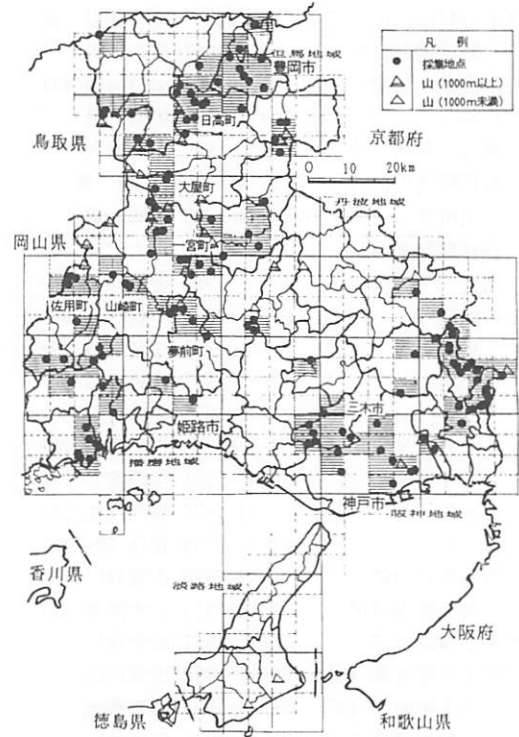 凡 例
採集地点
山（1000m以上）
山（1000m未満）
但馬地域
豊岡市
日高町
鳥取県
京都府
0 10 20km
大屋町
丹波地域
一宮町
岡山県
佐用町
山崎町
夢前町
三木市
姫路市
播磨地域
神戸市
阪神地域
香川県
淡路地域
大阪府
徳島県
和歌山県